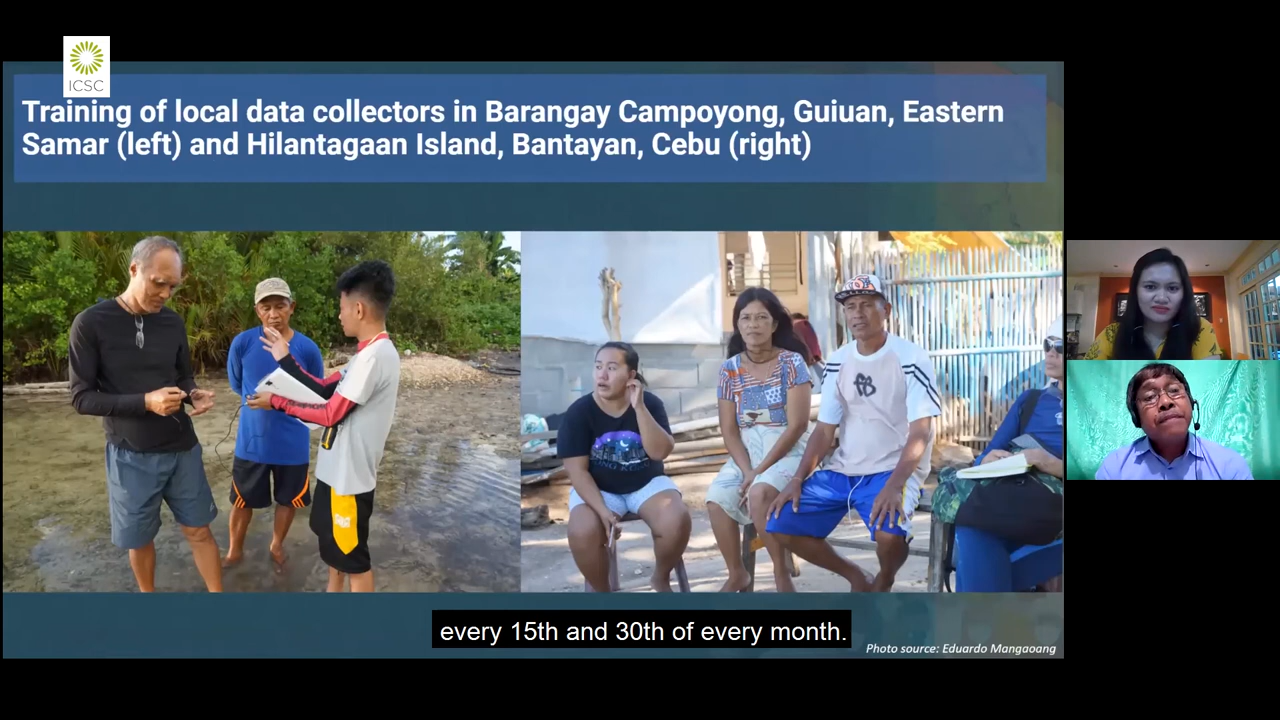 ICSC
Training of local data collectors in Barangay Campoyong, Guiuan, Eastern
Samar (left) and Hilantagaan Island, Bantayan, Cebu (right)
every 15th and 30th of every month.
Photo source: Eduardo Mangaoang